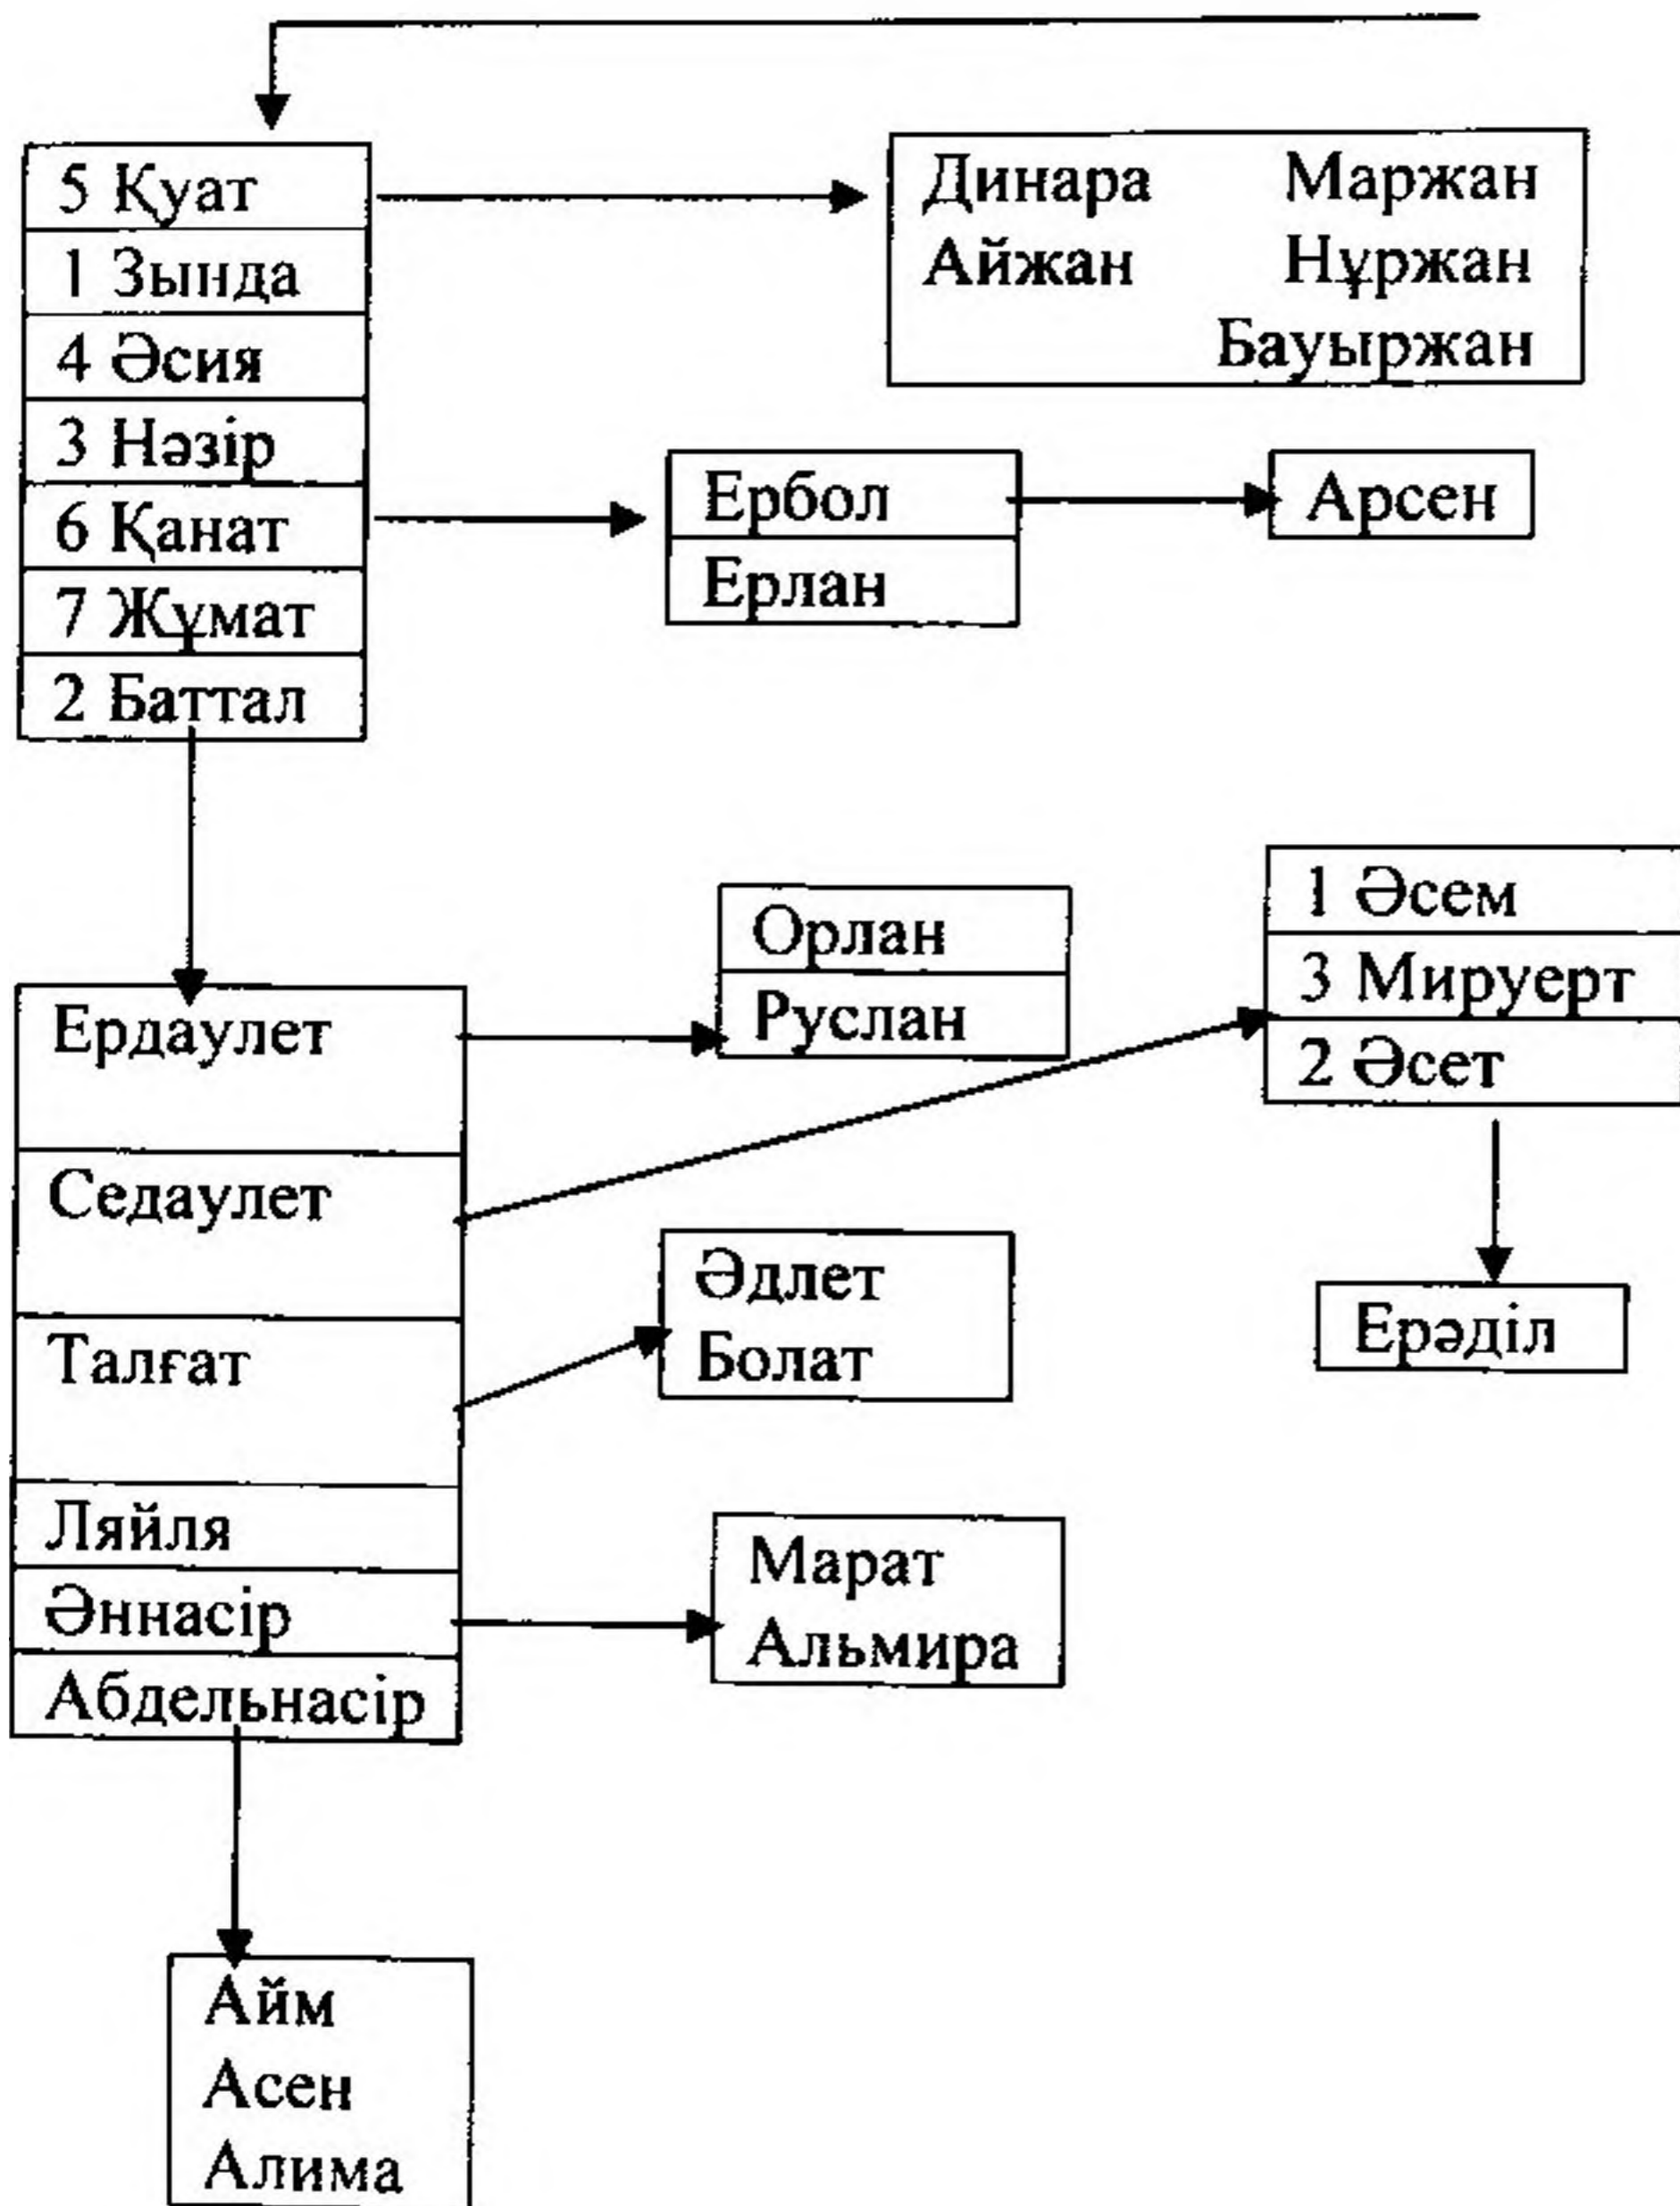 5 Қуат
1 Зында
4 Әсия
3 Нәзір
6 Қанат
7 Жұмат
2 Баттал
Динара Маржан
Айжан Нұржан
Бауыржан
Ербол
Ерлан
Арсен
Ердаулет
Седаулет
Талғат
Ляйля
Әннасір
Абдельнасір
Орлан
Руслан
1 Әсем
3 Мируерт
2 Әсет
Ерәділ
Әдлет
Болат
Марат
Альмира
Айм
Асен
Алима